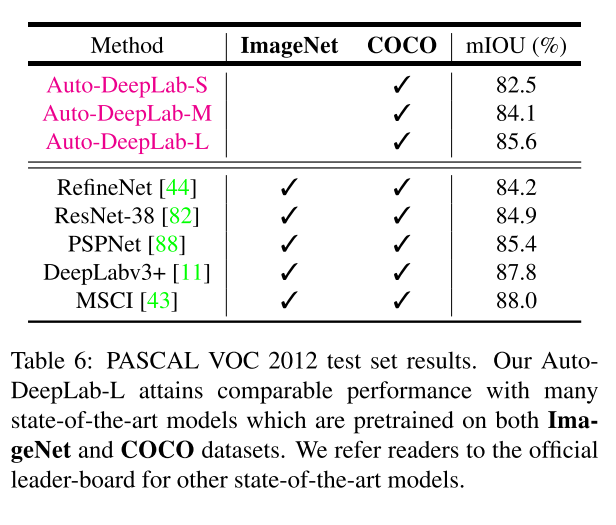 Method ImageNet COCO mIOU (%)
Auto-DeepLab-S ✓ 82.5
Auto-DeepLab-M ✓ 84.1
Auto-DeepLab-L ✓ 85.6
RefineNet [44] ✓ ✓ 84.2
ResNet-38 [82] ✓ ✓ 84.9
PSPNet [88] ✓ ✓ 85.4
DeepLabv3+ [11] ✓ ✓ 87.8
MSCI [43] ✓ ✓ 88.0
Table 6: PASCAL VOC 2012 test set results. Our Auto-
DeepLab-L attains comparable performance with many
state-of-the-art models which are pretrained on both Ima-
geNet and COCO datasets. We refer readers to the official
leader-board for other state-of-the-art models.